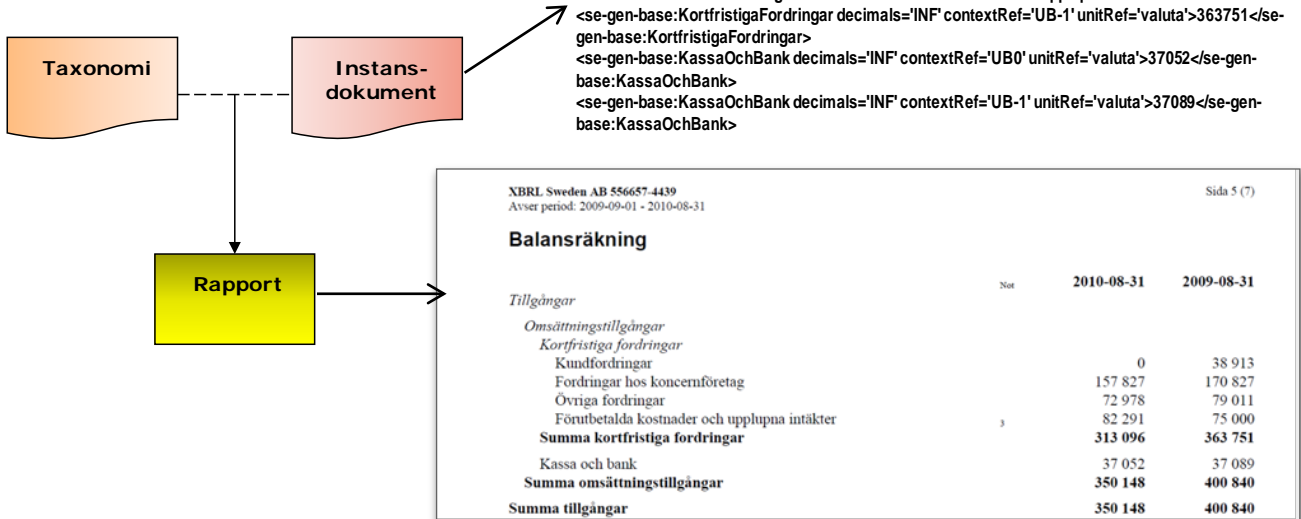 <se-gen-base:KortfristigaFordringar decimals='INF' contextRef='UB-1' unitRef='valuta'>363751</se-
gen-base:KortfristigaFordringar>
<se-gen-base:KassaOchBank decimals='INF' contextRef='UB0' unitRef='valuta'>37052</se-gen-
base:KassaOchBank>
<se-gen-base:KassaOchBank decimals='INF' contextRef='UB-1' unitRef='valuta'>37089</se-gen-
base:KassaOchBank>
Taxonomi
Instans-
dokument
Rapport
XBRL Sweden AB 556657-4439 Sida 5 (7)
Avser period: 2009-09-01 - 2010-08-31
Balansräkning
Not 2010-08-31 2009-08-31
Tillgångar
Omsättningstillgångar
Kortfristiga fordringar
Kundfordringar 0 38 913
Fordringar hos koncernföretag 157 827 170 827
Övriga fordringar 72 978 79 011
Förutbetalda kostnader och upplupna intäkter 3 82 291 75 000
Summa kortfristiga fordringar 313 096 363 751
Kassa och bank 37 052 37 089
Summa omsättningstillgångar 350 148 400 840
Summa tillgångar 350 148 400 840